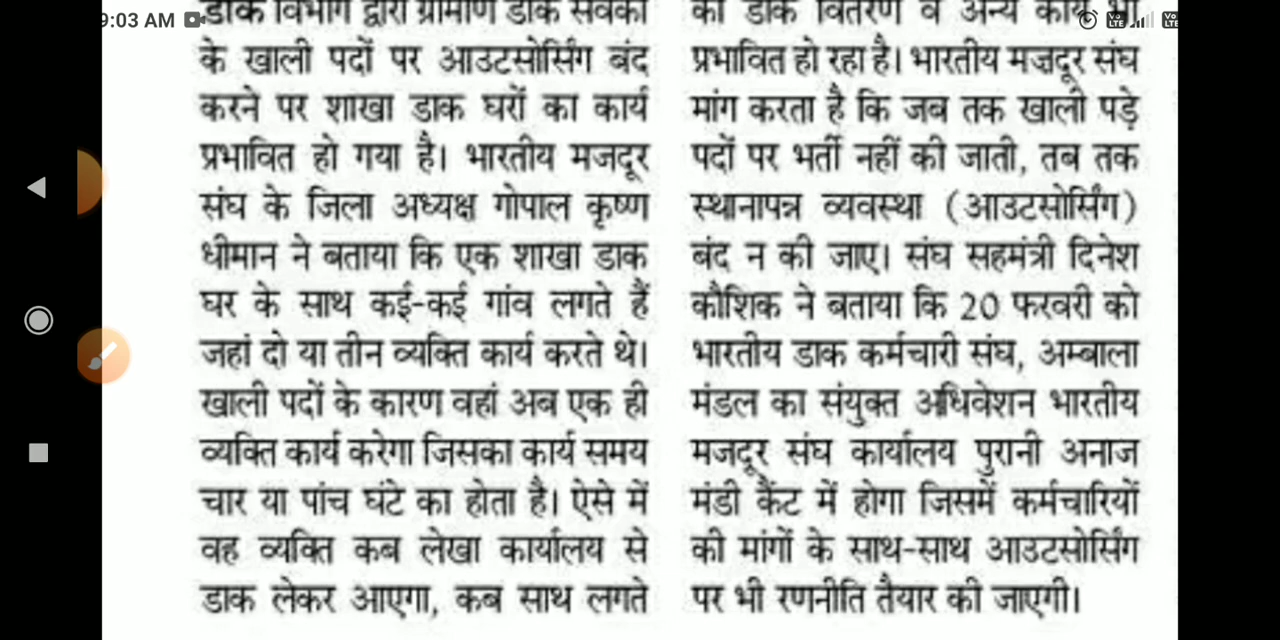 9:03 AM
डाक विभाग द्वारा ग्रामीण डाक सेवकों
के खाली पदों पर आउटसोर्सिंग बंद
करने पर शाखा डाक घरों का कार्य
प्रभावित हो गया है। भारतीय मजदूर
संघ के जिला अध्यक्ष गोपाल कृष्ण
धीमान ने बताया कि एक शाखा डाक
घर के साथ कई-कई गांव लगते हैं
जहां दो या तीन व्यक्ति कार्य करते थे।
खाली पदों के कारण वहां अब एक ही
व्यक्ति कार्य करेगा जिसका कार्य समय
चार या पांच घंटे का होता है। ऐसे में
वह व्यक्ति कब लेखा कार्यालय से
डाक लेकर आएगा, कब साथ लगते
का डाक वितरण व अन्य कार्य भी
प्रभावित हो रहा है। भारतीय मजदूर संघ
मांग करता है कि जब तक खाली पड़े
पदों पर भर्ती नहीं की जाती, तब तक
स्थानापन्न व्यवस्था (आउटसोर्सिंग)
बंद न की जाए। संघ सहमंत्री दिनेश
कौशिक ने बताया कि 20 फरवरी को
भारतीय डाक कर्मचारी संघ, अम्बाला
मंडल का संयुक्त अधिवेशन भारतीय
मजदूर संघ कार्यालय पुरानी अनाज
मंडी कैंट में होगा जिसमें कर्मचारियों
की मांगों के साथ-साथ आउटसोर्सिंग
पर भी रणनीति तैयार की जाएगी।